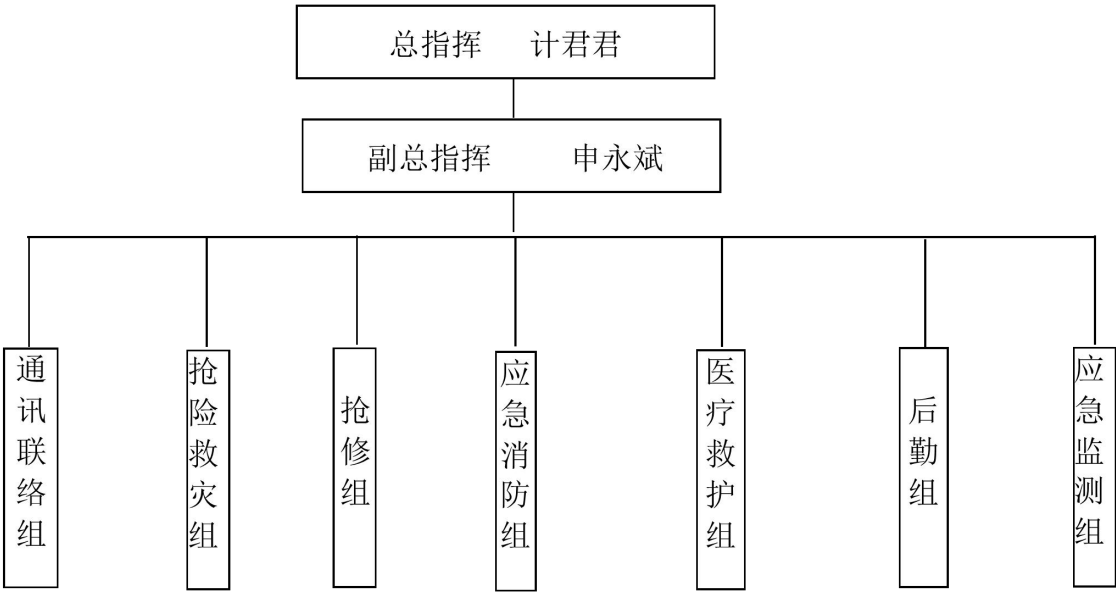 总指挥 计君君
副总指挥 申永斌
通讯联络组
抢险救灾组
抢修组
应急消防组
医疗救护组
后勤组
应急监测组